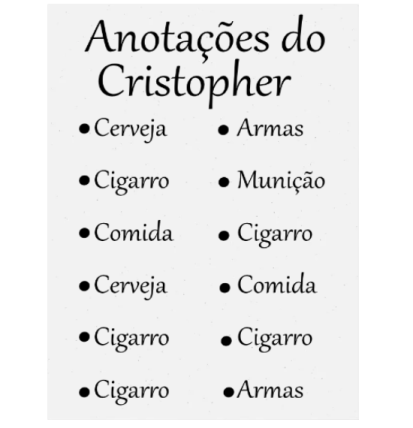 Anotações do
Cristopher
•Cerveja
•Cigarro
•Comida
•Cerveja
•Cigarro
•Cigarro
• Armas
• Munição
• Cigarro
• Comida
• Cigarro
•Armas